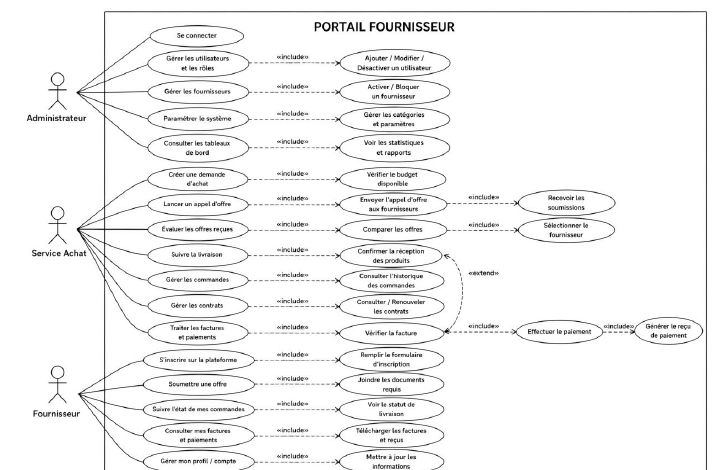 PORTAIL FOURNISSEUR
Se connecter
Gérer les utilisateurs
et les rôles
«include»
Ajouter / Modifier /
Désactiver un utilisateur
Gérer les fournisseurs
«include»
Activer / Bloquer
un fournisseur
Administrateur
Paramétrer le système
«include»
Gérer les catégories
et paramètres
Consulter les tableaux
de bord
«include»
Voir les statistiques
et rapports
Créer une demande
d'achat
«include»
Vérifier le budget
disponible
Lancer un appel d'offre
«include»
Envoyer l'appel d'offre
aux fournisseurs
«include»
Recevoir les
soumissions
Évaluer les offres reçues
«include»
Comparer les offres
«include»
Sélectionner le
fournisseur
Service Achat
Suivre la livraison
«include»
Confirmer la réception
des produits
«extend»
Gérer les commandes
«include»
Consulter l'historique
des commandes
Gérer les contrats
«include»
Consulter / Renouveler
les contrats
Traiter les factures
et paiements
«include»
Vérifier la facture
«include»
Effectuer le paiement
«include»
Générer le reçu
de paiement
S'inscrire sur la plateforme
«include»
Remplir le formulaire
d'inscription
Soumettre une offre
«include»
Joindre les documents
requis
Fournisseur
Suivre l'état de mes commandes
«include»
Voir le statut de
livraison
Consulter mes factures
et paiements
«include»
Télécharger les factures
et reçus
Gérer mon profil / compte
«include»
Mettre à jour les
informations